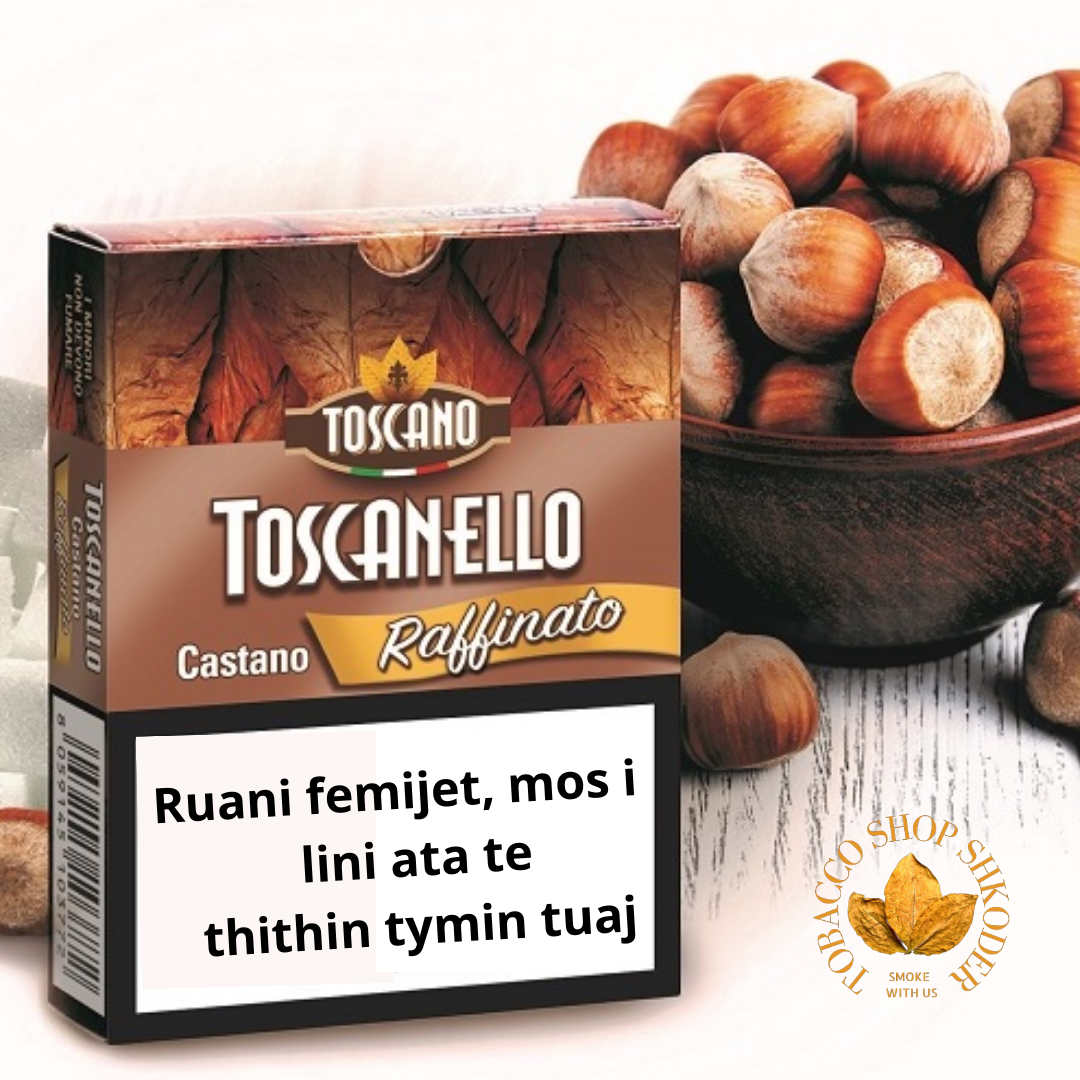 I MINORI
NON DEVONO
FUMARE
TOSCANO
TOSCANELLO
Castano
Raffinato
TOSCANELLO
Castano
Raffinato
Ruani femijet, mos i
lini ata te
thithin tymin tuaj
TOBACCO SHOP SHKODER
SMOKE
WITH US